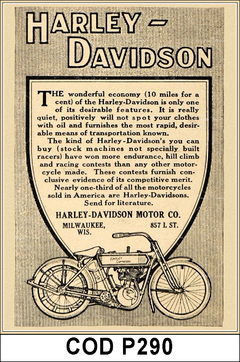 HARLEY-
DAVIDSON
THE wonderful economy (10 miles for a
cent) of the Harley-Davidson is only one
of its desirable features. It is really
quiet, positively will not spot your clothes
with oil and furnishes the most rapid, desir-
able means of transportation known.
The kind of Harley-Davidson's you can
buy (stock machines not specially built
racers) have won more endurance, hill climb
and racing contests than any other motor-
cycle made. These contests furnish con-
clusive evidence of its competitive merit.
Nearly one-third of all the motorcycles
sold in America are Harley-Davidsons.
Send for literature.
HARLEY-DAVIDSON MOTOR CO.
MILWAUKEE, 857 L ST.
WIS.
COD P290